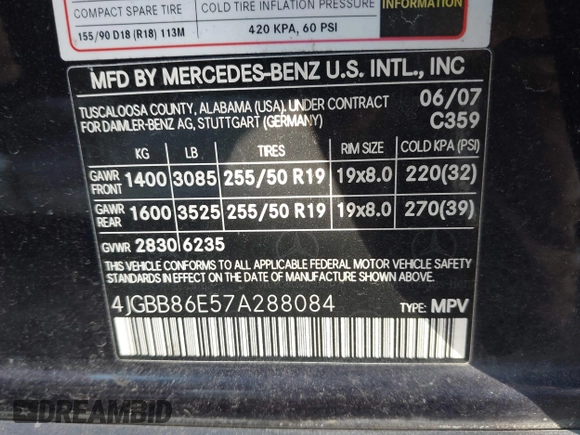 COMPACT SPARE TIRE
COLD TIRE INFLATION PRESSURE
INFORMATION
155/90 D18 (R18) 113M
420 KPA, 60 PSI
MFD BY MERCEDES-BENZ U.S. INTL., INC
TUSCALOOSA COUNTY, ALABAMA (USA). UNDER CONTRACT 06/07
FOR DAIMLER-BENZ AG, STUTTGART (GERMANY) C359
KG LB TIRES RIM SIZE COLD KPA (PSI)
GAWR FRONT 1400 3085 255/50 R19 19x8.0 220(32)
GAWR REAR 1600 3525 255/50 R19 19x8.0 270(39)
GVWR 2830 6235
THIS VEHICLE CONFORMS TO ALL APPLICABLE FEDERAL MOTOR VEHICLE SAFETY
STANDARDS IN EFFECT ON THE DATE OF MANUFACTURE SHOWN ABOVE.
4JGBB86E57A288084 TYPE: MPV
DREAMBID